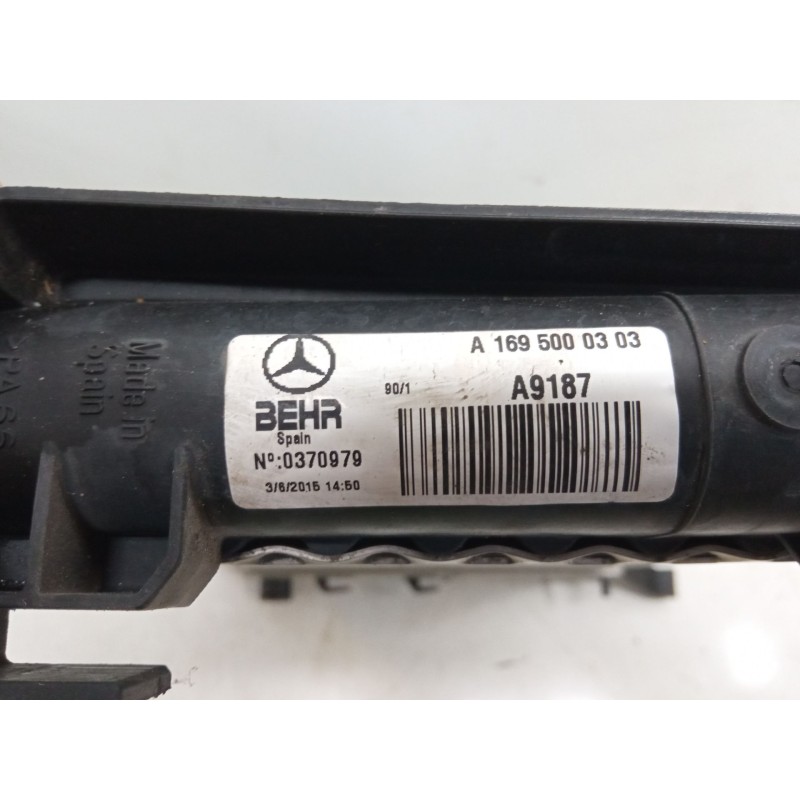 A 169 500 03 03
90/1
A9187
BEHR
Spain
Nº:0370979
3/6/2015 14:50
Made in
Spain
>PA66